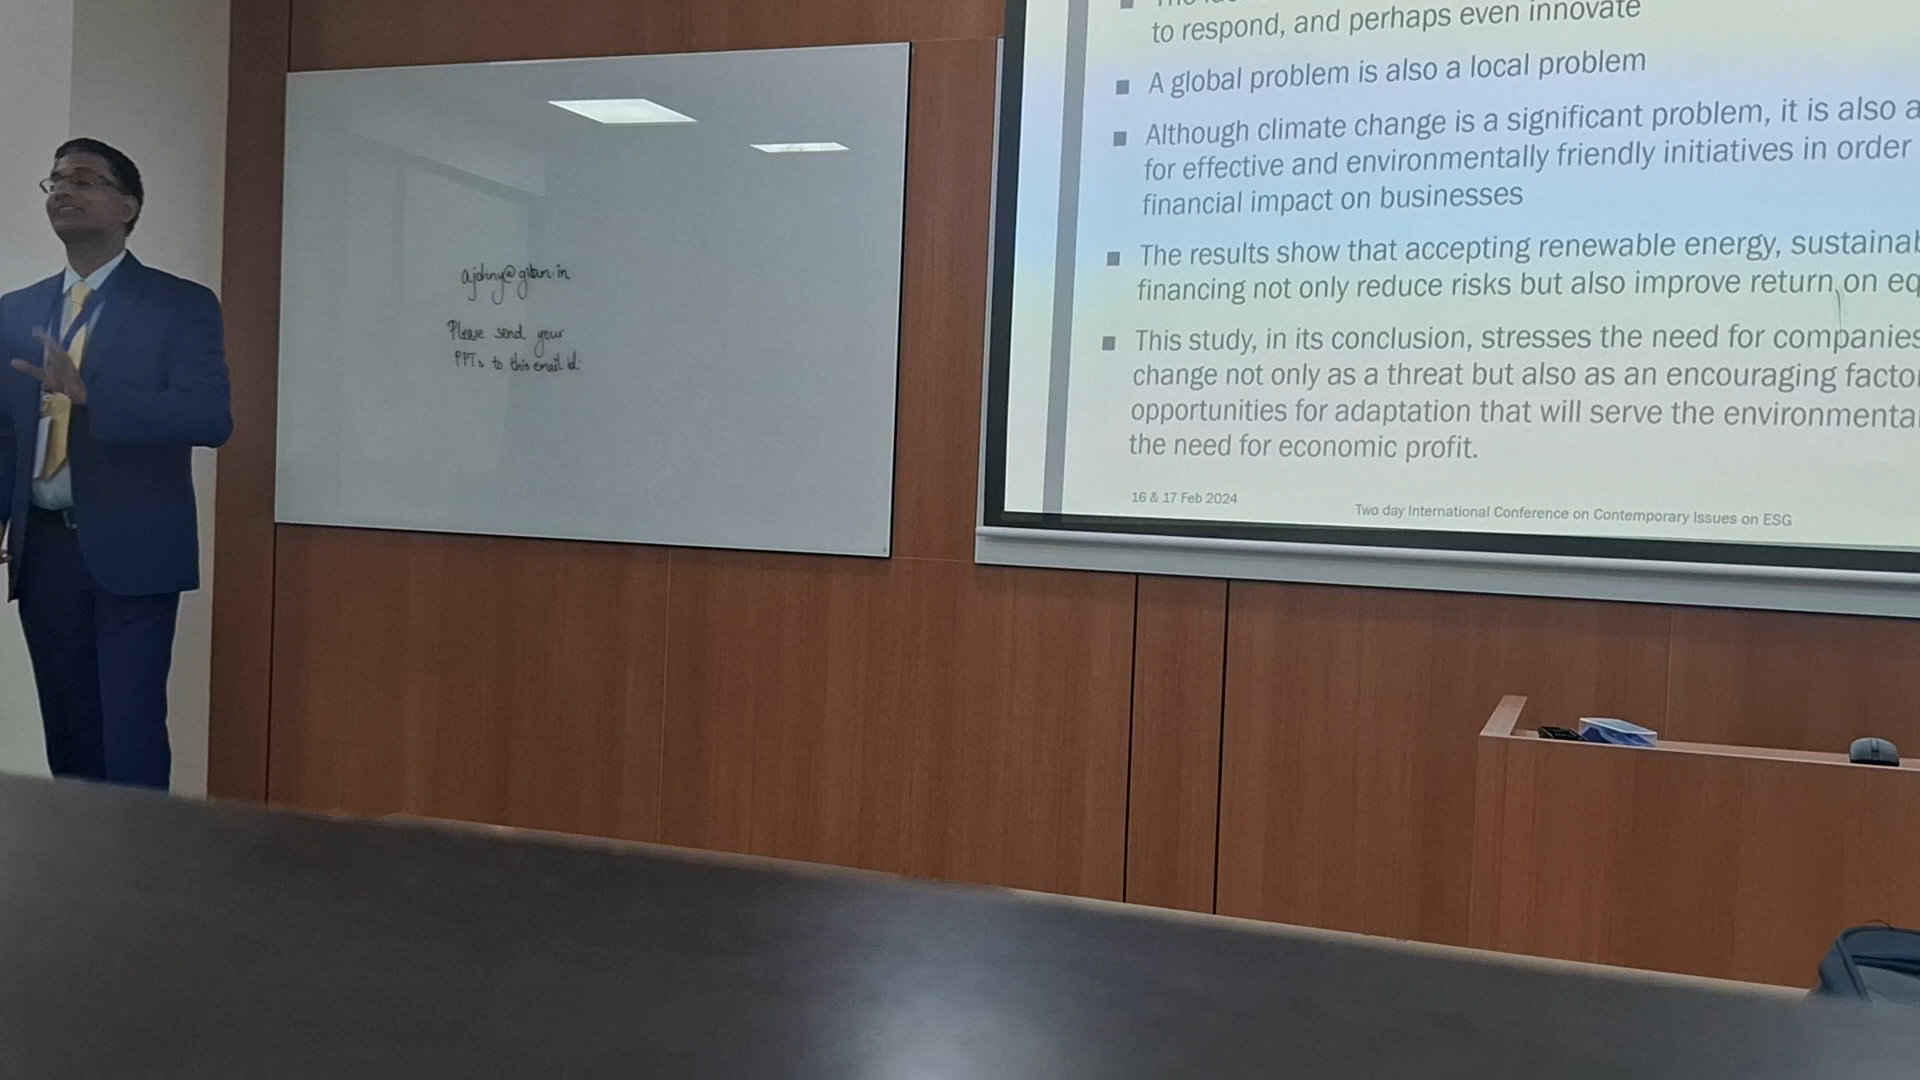 ajohny@gitam.in
Please send your
PPTs to this email id:
to respond, and perhaps even innovate
■ A global problem is also a local problem
■ Although climate change is a significant problem, it is also a
for effective and environmentally friendly initiatives in order
financial impact on businesses
■ The results show that accepting renewable energy, sustainab
financing not only reduce risks but also improve return on eq
■ This study, in its conclusion, stresses the need for companies
change not only as a threat but also as an encouraging facto
opportunities for adaptation that will serve the environmenta
the need for economic profit.
16 & 17 Feb 2024
Two day International Conference on Contemporary Issues on ESG